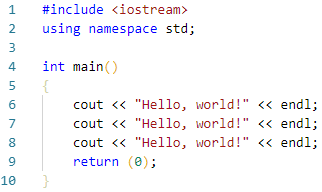 1 #include <iostream>
2 using namespace std;
3
4 int main()
5 {
6     cout << "Hello, world!" << endl;
7     cout << "Hello, world!" << endl;
8     cout << "Hello, world!" << endl;
9     return (0);
10 }